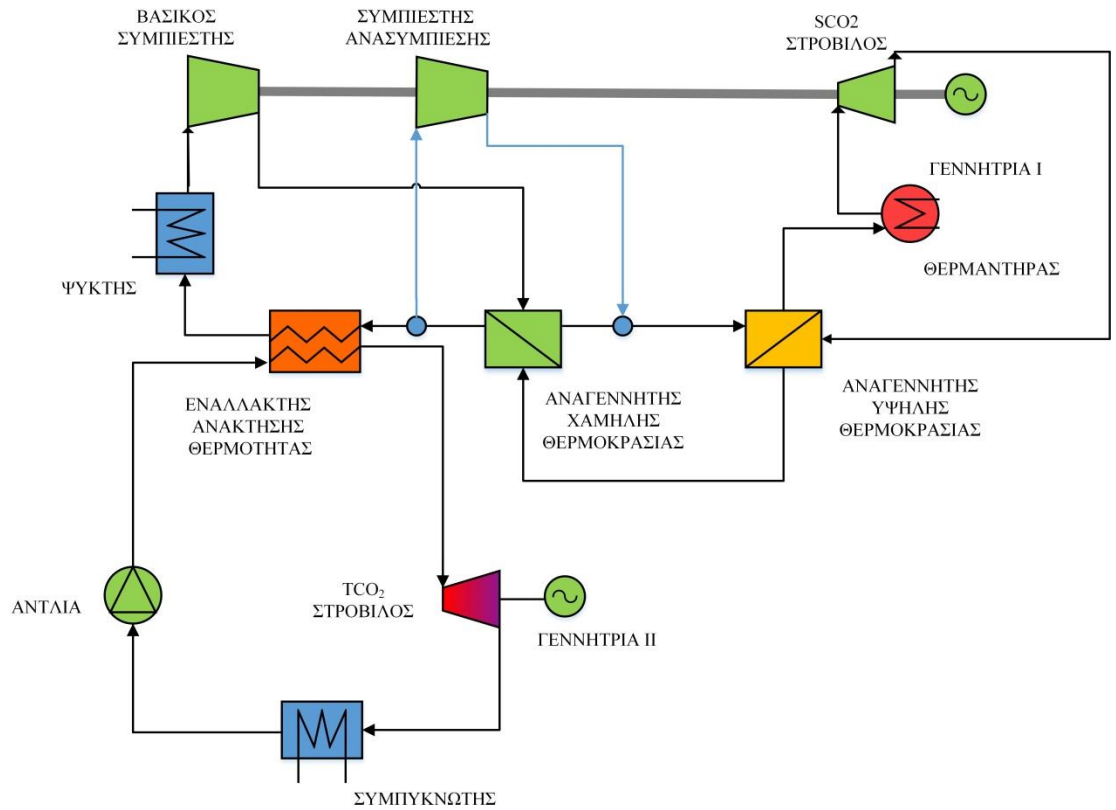 ΒΑΣΙΚΟΣ
ΣΥΜΠΙΕΣΤΗΣ
ΣΥΜΠΙΕΣΤΗΣ
ΑΝΑΣΥΜΠΙΕΣΗΣ
SCO2
ΣΤΡΟΒΙΛΟΣ
ΓΕΝΝΗΤΡΙΑ Ι
ΘΕΡΜΑΝΤΗΡΑΣ
ΨΥΚΤΗΣ
ΕΝΑΛΛΑΚΤΗΣ
ΑΝΑΚΤΗΣΗΣ
ΘΕΡΜΟΤΗΤΑΣ
ΑΝΑΓΕΝΝΗΤΗΣ
ΧΑΜΗΛΗΣ
ΘΕΡΜΟΚΡΑΣΙΑΣ
ΑΝΑΓΕΝΝΗΤΗΣ
ΥΨΗΛΗΣ
ΘΕΡΜΟΚΡΑΣΙΑΣ
ΑΝΤΛΙΑ
TCO₂
ΣΤΡΟΒΙΛΟΣ
ΓΕΝΝΗΤΡΙΑ ΙΙ
ΣΥΜΠΥΚΝΩΤΗΣ